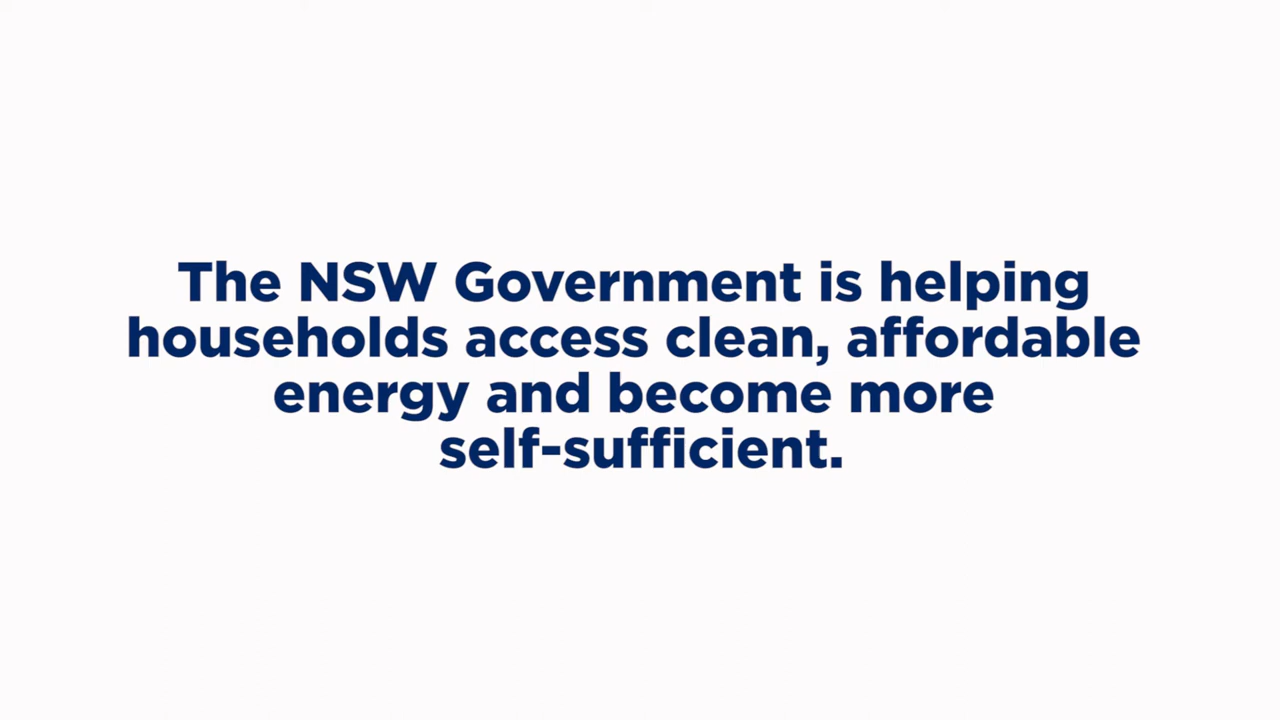 The NSW Government is helping
households access clean, affordable
energy and become more
self-sufficient.